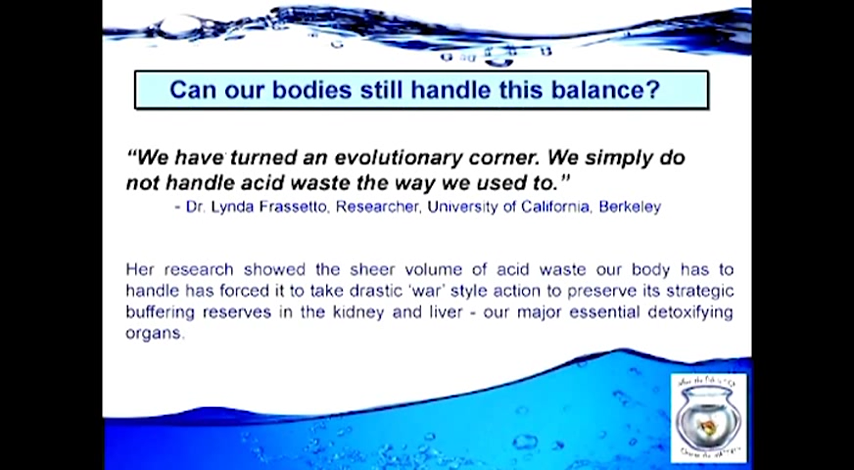 Can our bodies still handle this balance?
“We have turned an evolutionary corner. We simply do
not handle acid waste the way we used to.”
- Dr. Lynda Frassetto, Researcher, University of California, Berkeley
Her research showed the sheer volume of acid waste our body has to
handle has forced it to take drastic ‘war’ style action to preserve its strategic
buffering reserves in the kidney and liver - our major essential detoxifying
organs.